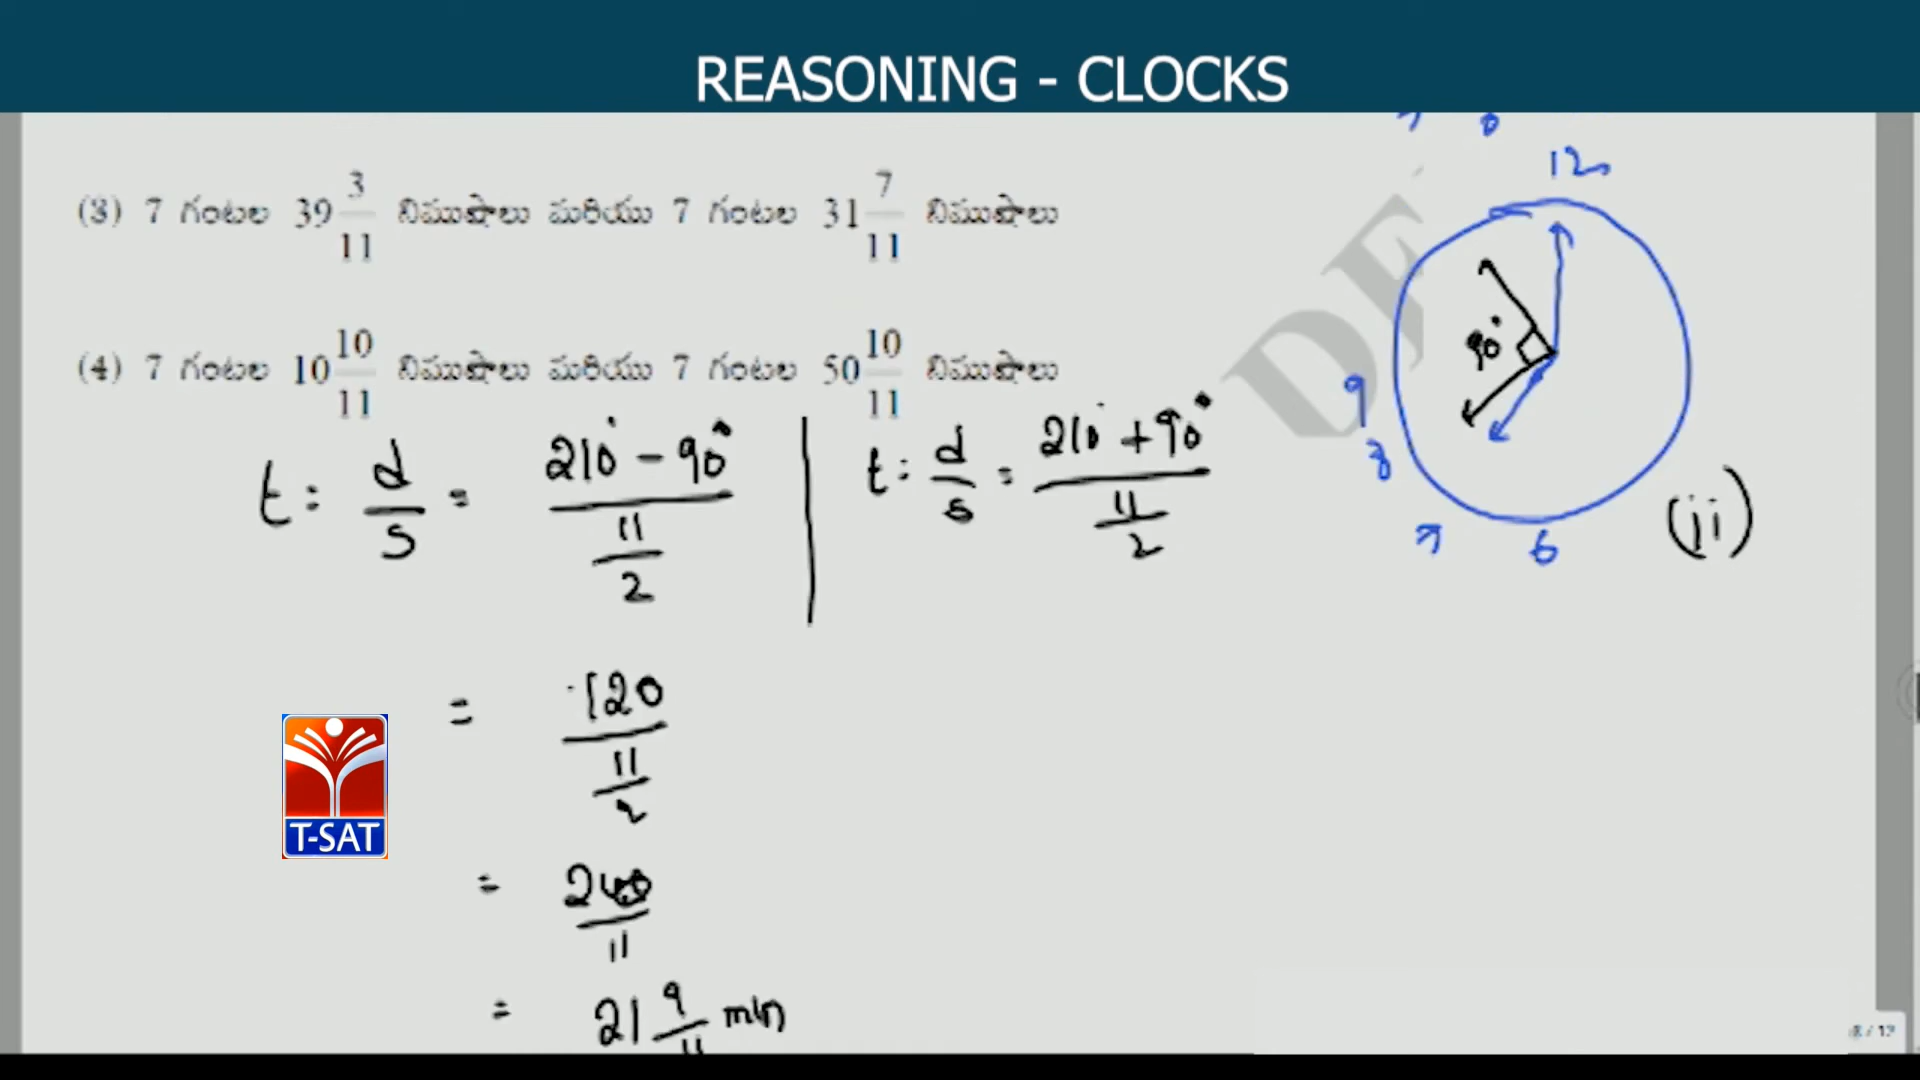 REASONING - CLOCKS
(3) 7 గంటల 39 3/11 నిముషాలు మరియు 7 గంటల 31 7/11 నిముషాలు
(4) 7 గంటల 10 10/11 నిముషాలు మరియు 7 గంటల 50 10/11 నిముషాలు
t = d/s = 210° - 90° / 11/2
t = d/s = 210° + 90° / 11/2
= 120 / 11/2
= 240/11
= 21 9/11 min
12
90°
9
8
7
6
(ii)
T-SAT